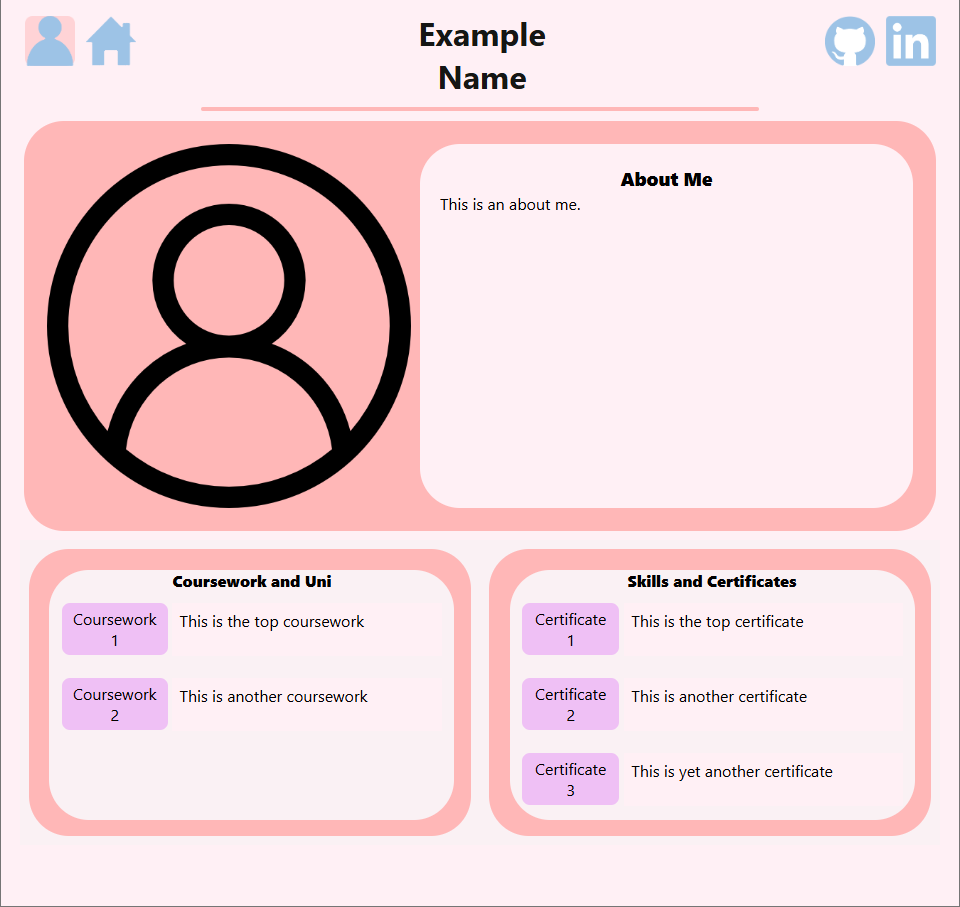 Example
Name
in
About Me
This is an about me.
Coursework and Uni
Coursework
1
This is the top coursework
Coursework
2
This is another coursework
Skills and Certificates
Certificate
1
This is the top certificate
Certificate
2
This is another certificate
Certificate
3
This is yet another certificate